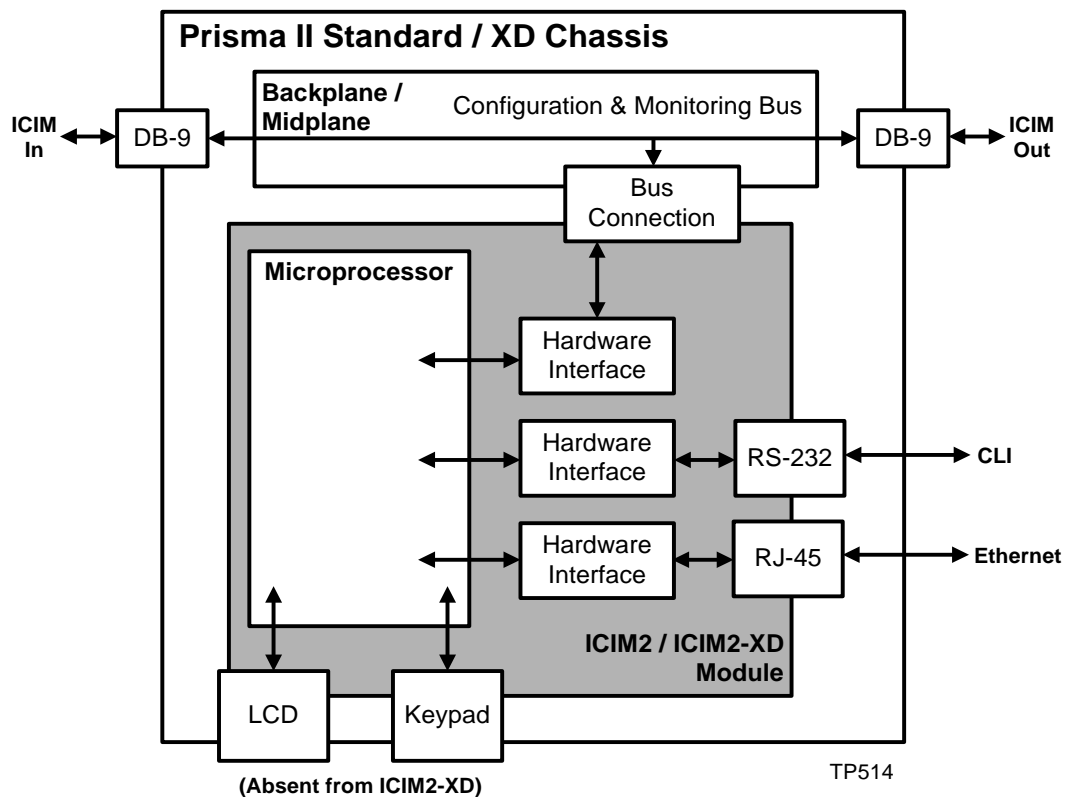 Prisma II Standard / XD Chassis
Backplane /
Midplane
Configuration & Monitoring Bus
ICIM
In
DB-9
DB-9
ICIM
Out
Bus
Connection
Microprocessor
Hardware
Interface
Hardware
Interface
RS-232
CLI
Hardware
Interface
RJ-45
Ethernet
ICIM2 / ICIM2-XD
Module
LCD
Keypad
(Absent from ICIM2-XD)
TP514